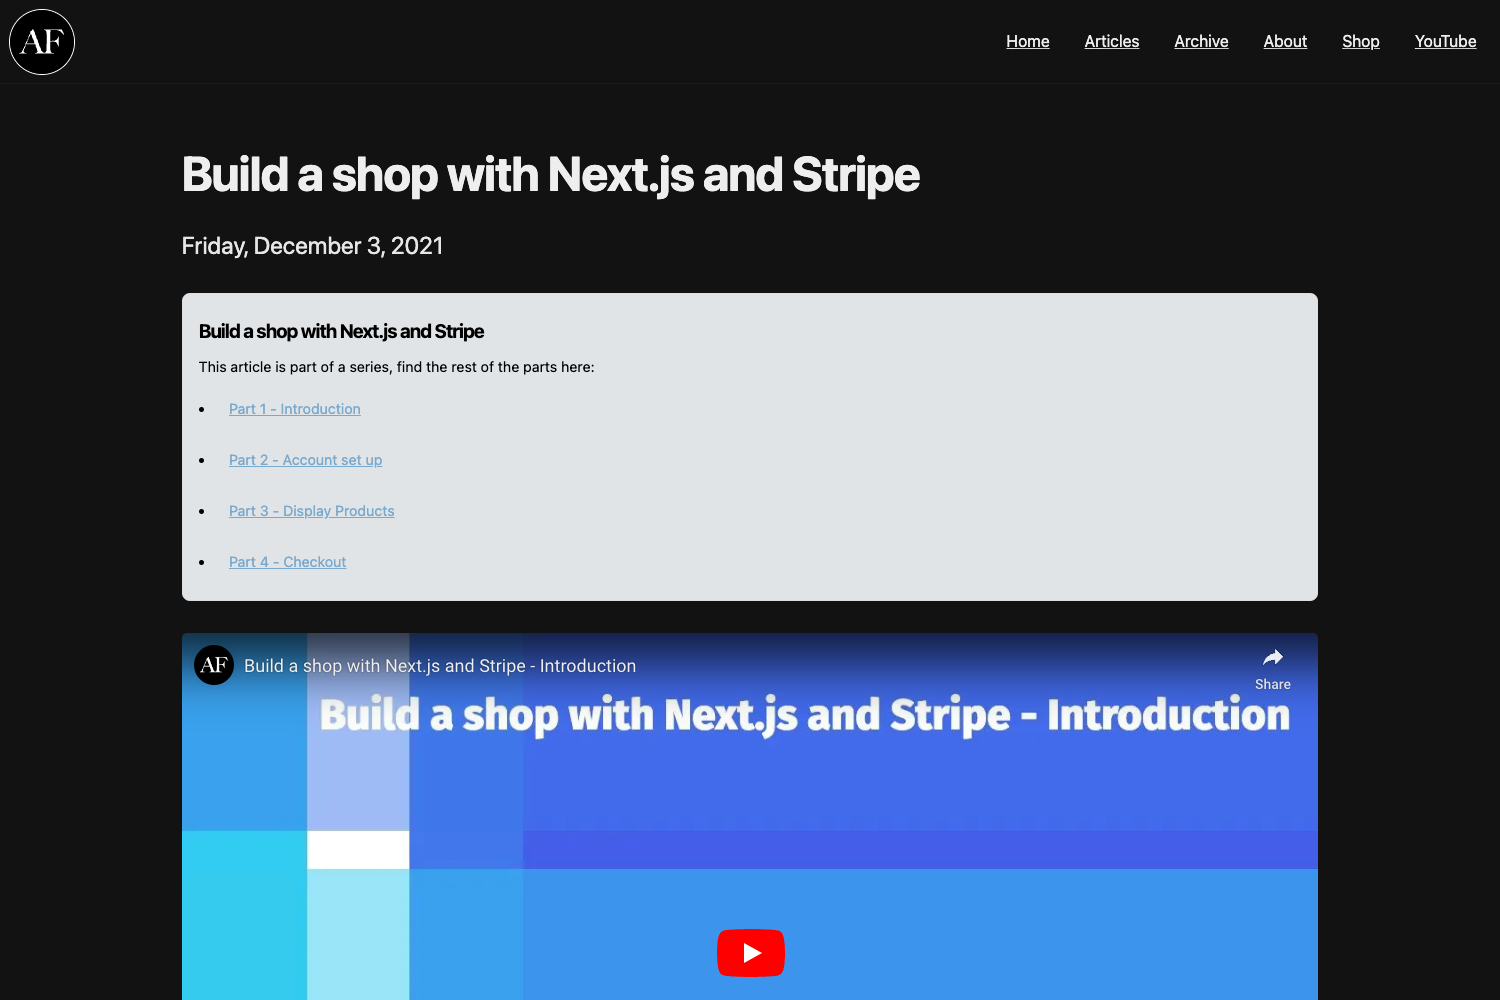 AF
Home Articles Archive About Shop YouTube
Build a shop with Next.js and Stripe
Friday, December 3, 2021
Build a shop with Next.js and Stripe
This article is part of a series, find the rest of the parts here:
Part 1 - Introduction
Part 2 - Account set up
Part 3 - Display Products
Part 4 - Checkout
AF Build a shop with Next.js and Stripe - Introduction
Share
Build a shop with Next.js and Stripe - Introduction